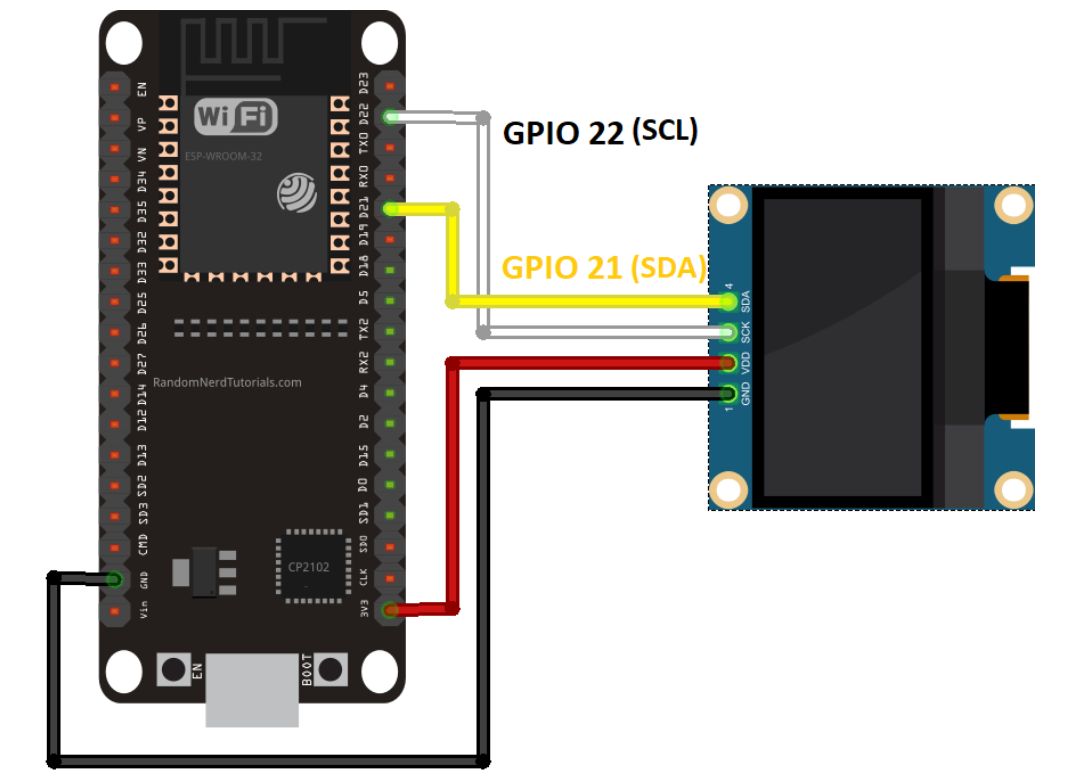 EN
VP
VN
D34
D35
D32
D33
D25
D26
D27
D14
D12
D13
SD2
SD3
CMD
GND
Vin
WiFi
ESP-WROOM-32
RandomNerdTutorials.com
CP2102
EN
BOOT
D23
D22
TX0
RX0
D21
D19
D18
D5
TX2
RX2
D4
D2
D15
D0
SD1
SD0
CLK
3V3
GPIO 22 (SCL)
GPIO 21 (SDA)
4
SDA
SCK
VDD
GND
1